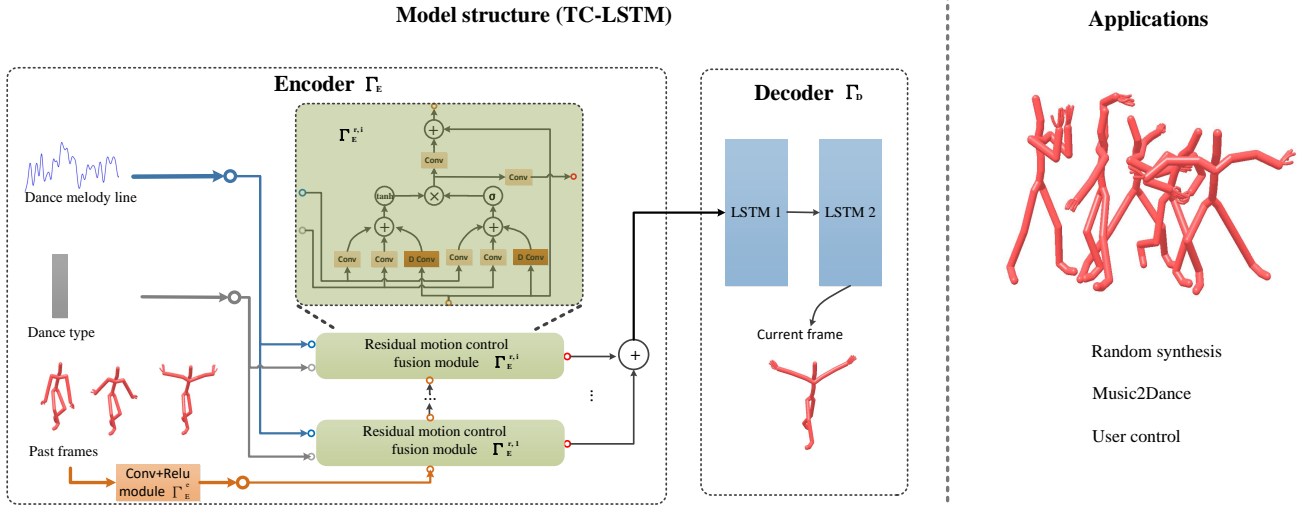 Model structure (TC-LSTM)
Applications
Encoder Γ_E
Decoder Γ_D
Γ_E^{r,i}
+
Conv
Conv
tanh
×
σ
+
+
Conv
Conv
D Conv
Conv
Conv
D Conv
Dance melody line
Dance type
Past frames
Conv+Relu
module Γ_E^c
Residual motion control
fusion module Γ_E^{r,i}
...
Residual motion control
fusion module Γ_E^{r,1}
+
...
LSTM 1
LSTM 2
Current frame
Random synthesis
Music2Dance
User control